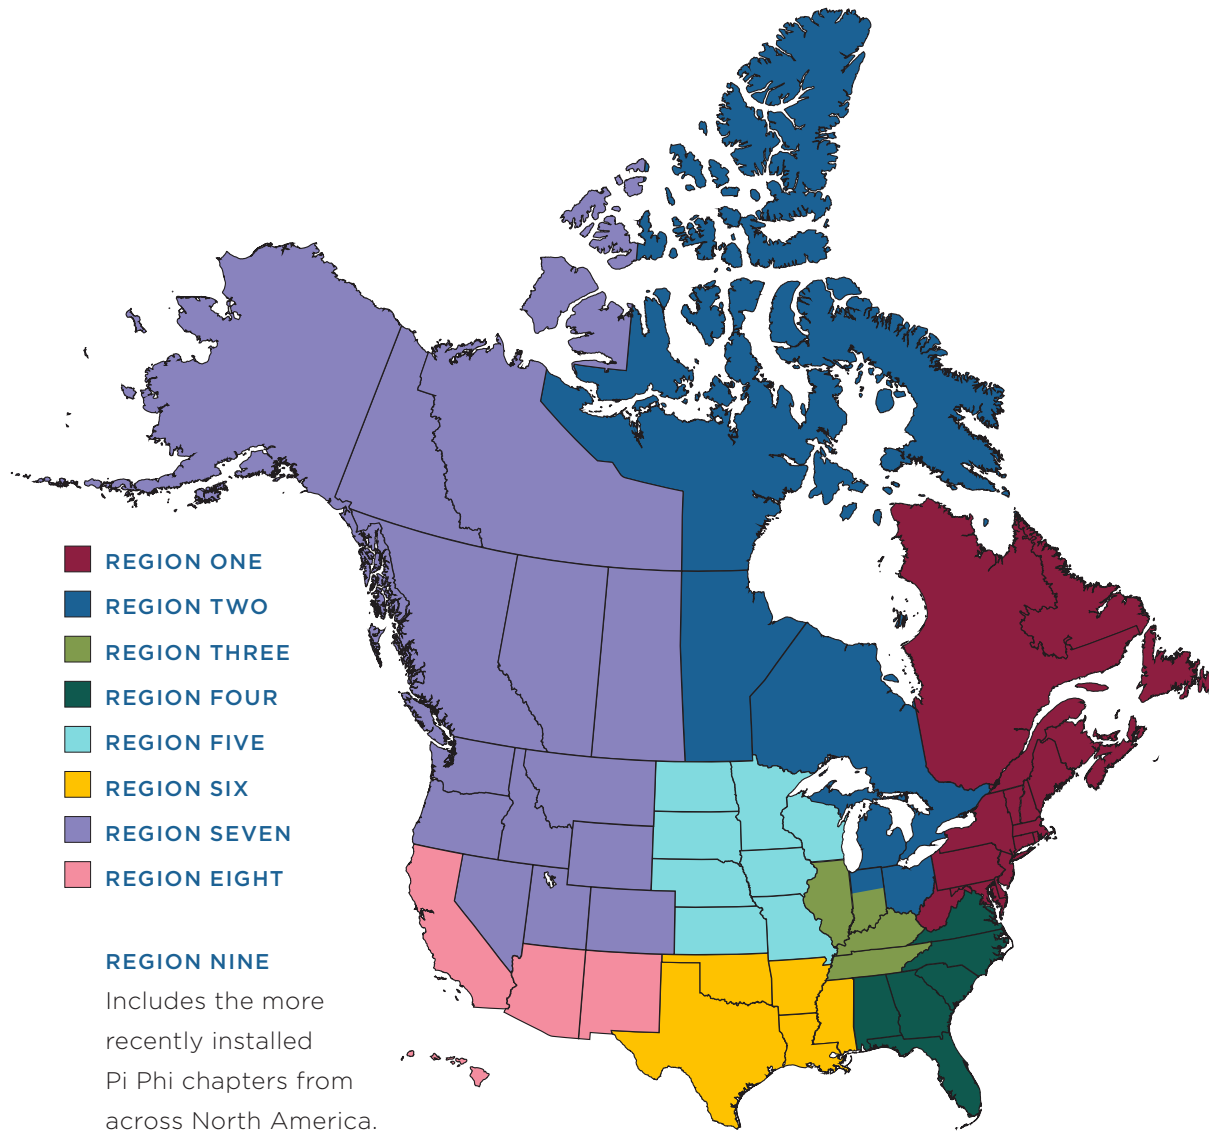 REGION ONE
REGION TWO
REGION THREE
REGION FOUR
REGION FIVE
REGION SIX
REGION SEVEN
REGION EIGHT
REGION NINE
Includes the more
recently installed
Pi Phi chapters from
across North America.